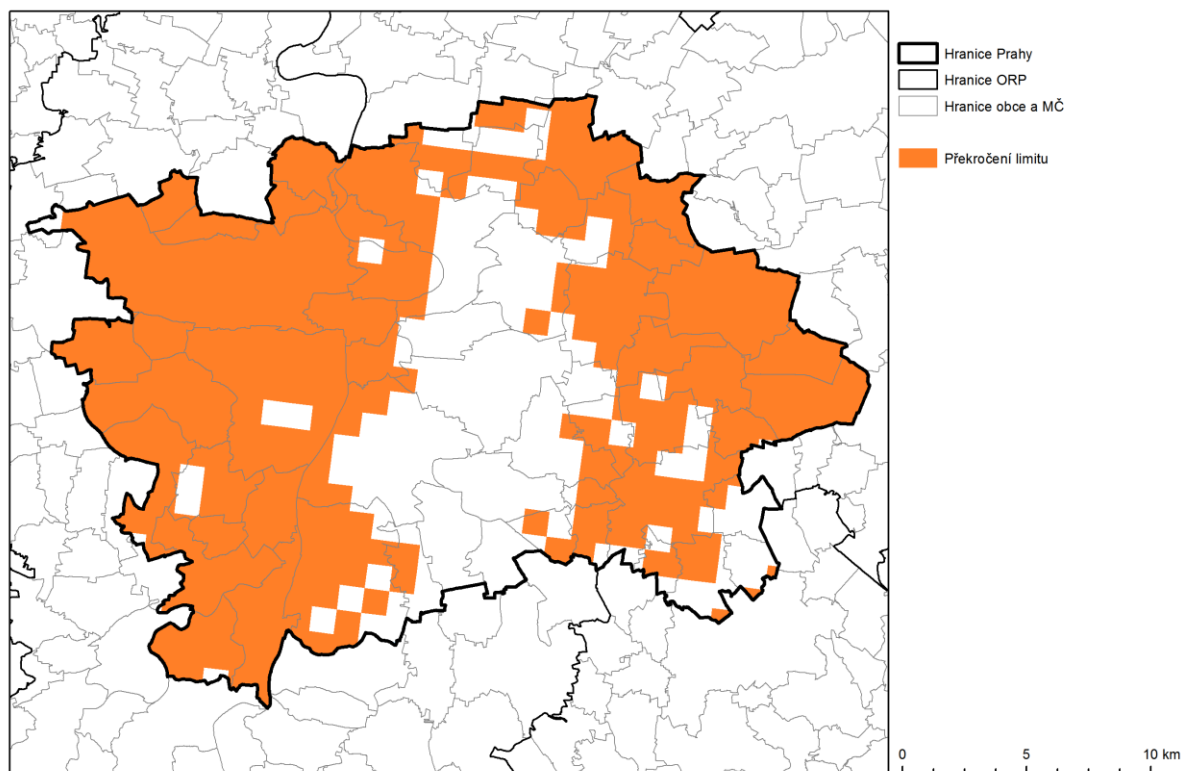 Hranice Prahy
Hranice ORP
Hranice obce a MČ
Překročení limitu
0 5 10 km